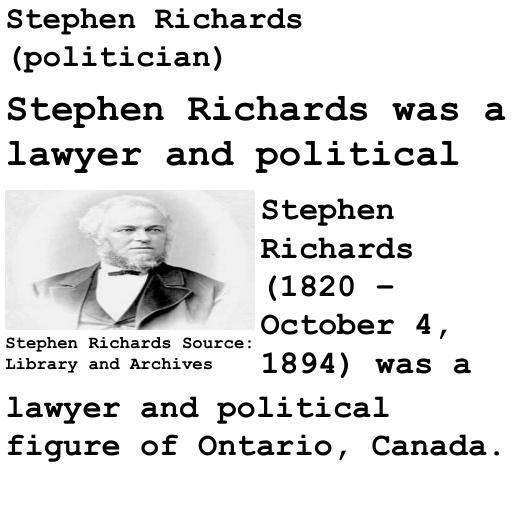 Stephen Richards
(politician)
Stephen Richards was a
lawyer and political
Stephen
Richards
(1820 –
October 4,
1894) was a
Stephen Richards Source:
Library and Archives
lawyer and political
figure of Ontario, Canada.